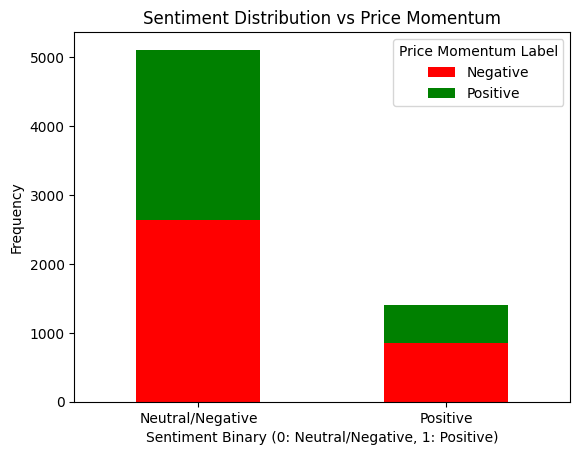 Sentiment Distribution vs Price Momentum
Price Momentum Label
Negative
Positive
Frequency
5000
4000
3000
2000
1000
0
Neutral/Negative Positive
Sentiment Binary (0: Neutral/Negative, 1: Positive)